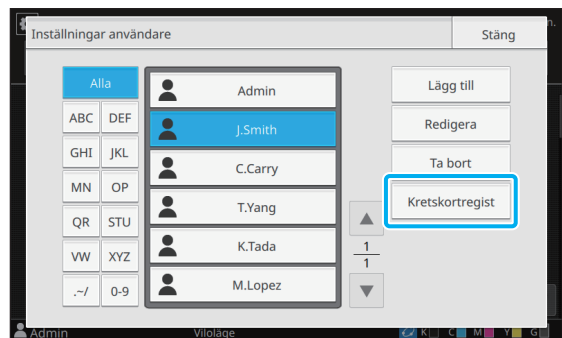 Inställningar användare
Stäng
Alla
ABC DEF
GHI JKL
MN OP
QR STU
VW XYZ
.~/ 0-9
Admin
J.Smith
C.Carry
T.Yang
K.Tada
M.Lopez
1
1
Lägg till
Redigera
Ta bort
Kretskortregist
Admin Viloläge K C M Y G